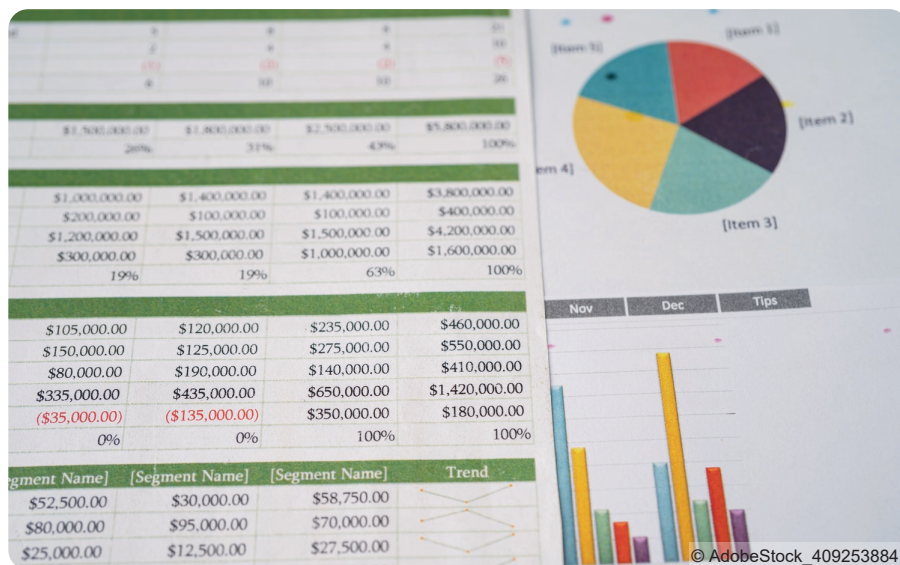 $1,500,000.00 $1,800,000.00 $2,500,000.00 $5,800,000.00
26% 31% 43% 100%
$1,000,000.00 $1,400,000.00 $1,400,000.00 $3,800,000.00
$200,000.00 $100,000.00 $100,000.00 $400,000.00
$1,200,000.00 $1,500,000.00 $1,500,000.00 $4,200,000.00
$300,000.00 $300,000.00 $1,000,000.00 $1,600,000.00
19% 19% 63% 100%
$105,000.00 $120,000.00 $235,000.00 $460,000.00
$150,000.00 $125,000.00 $275,000.00 $550,000.00
$80,000.00 $190,000.00 $140,000.00 $410,000.00
$335,000.00 $435,000.00 $650,000.00 $1,420,000.00
($35,000.00) ($135,000.00) $350,000.00 $180,000.00
0% 0% 100% 100%
egment Name] [Segment Name] [Segment Name] Trend
$52,500.00 $30,000.00 $58,750.00
$80,000.00 $95,000.00 $70,000.00
$25,000.00 $12,500.00 $27,500.00
[Item 1]
[Item 5]
[Item 2]
em 4]
[Item 3]
Nov Dec Tips
© AdobeStock_409253884